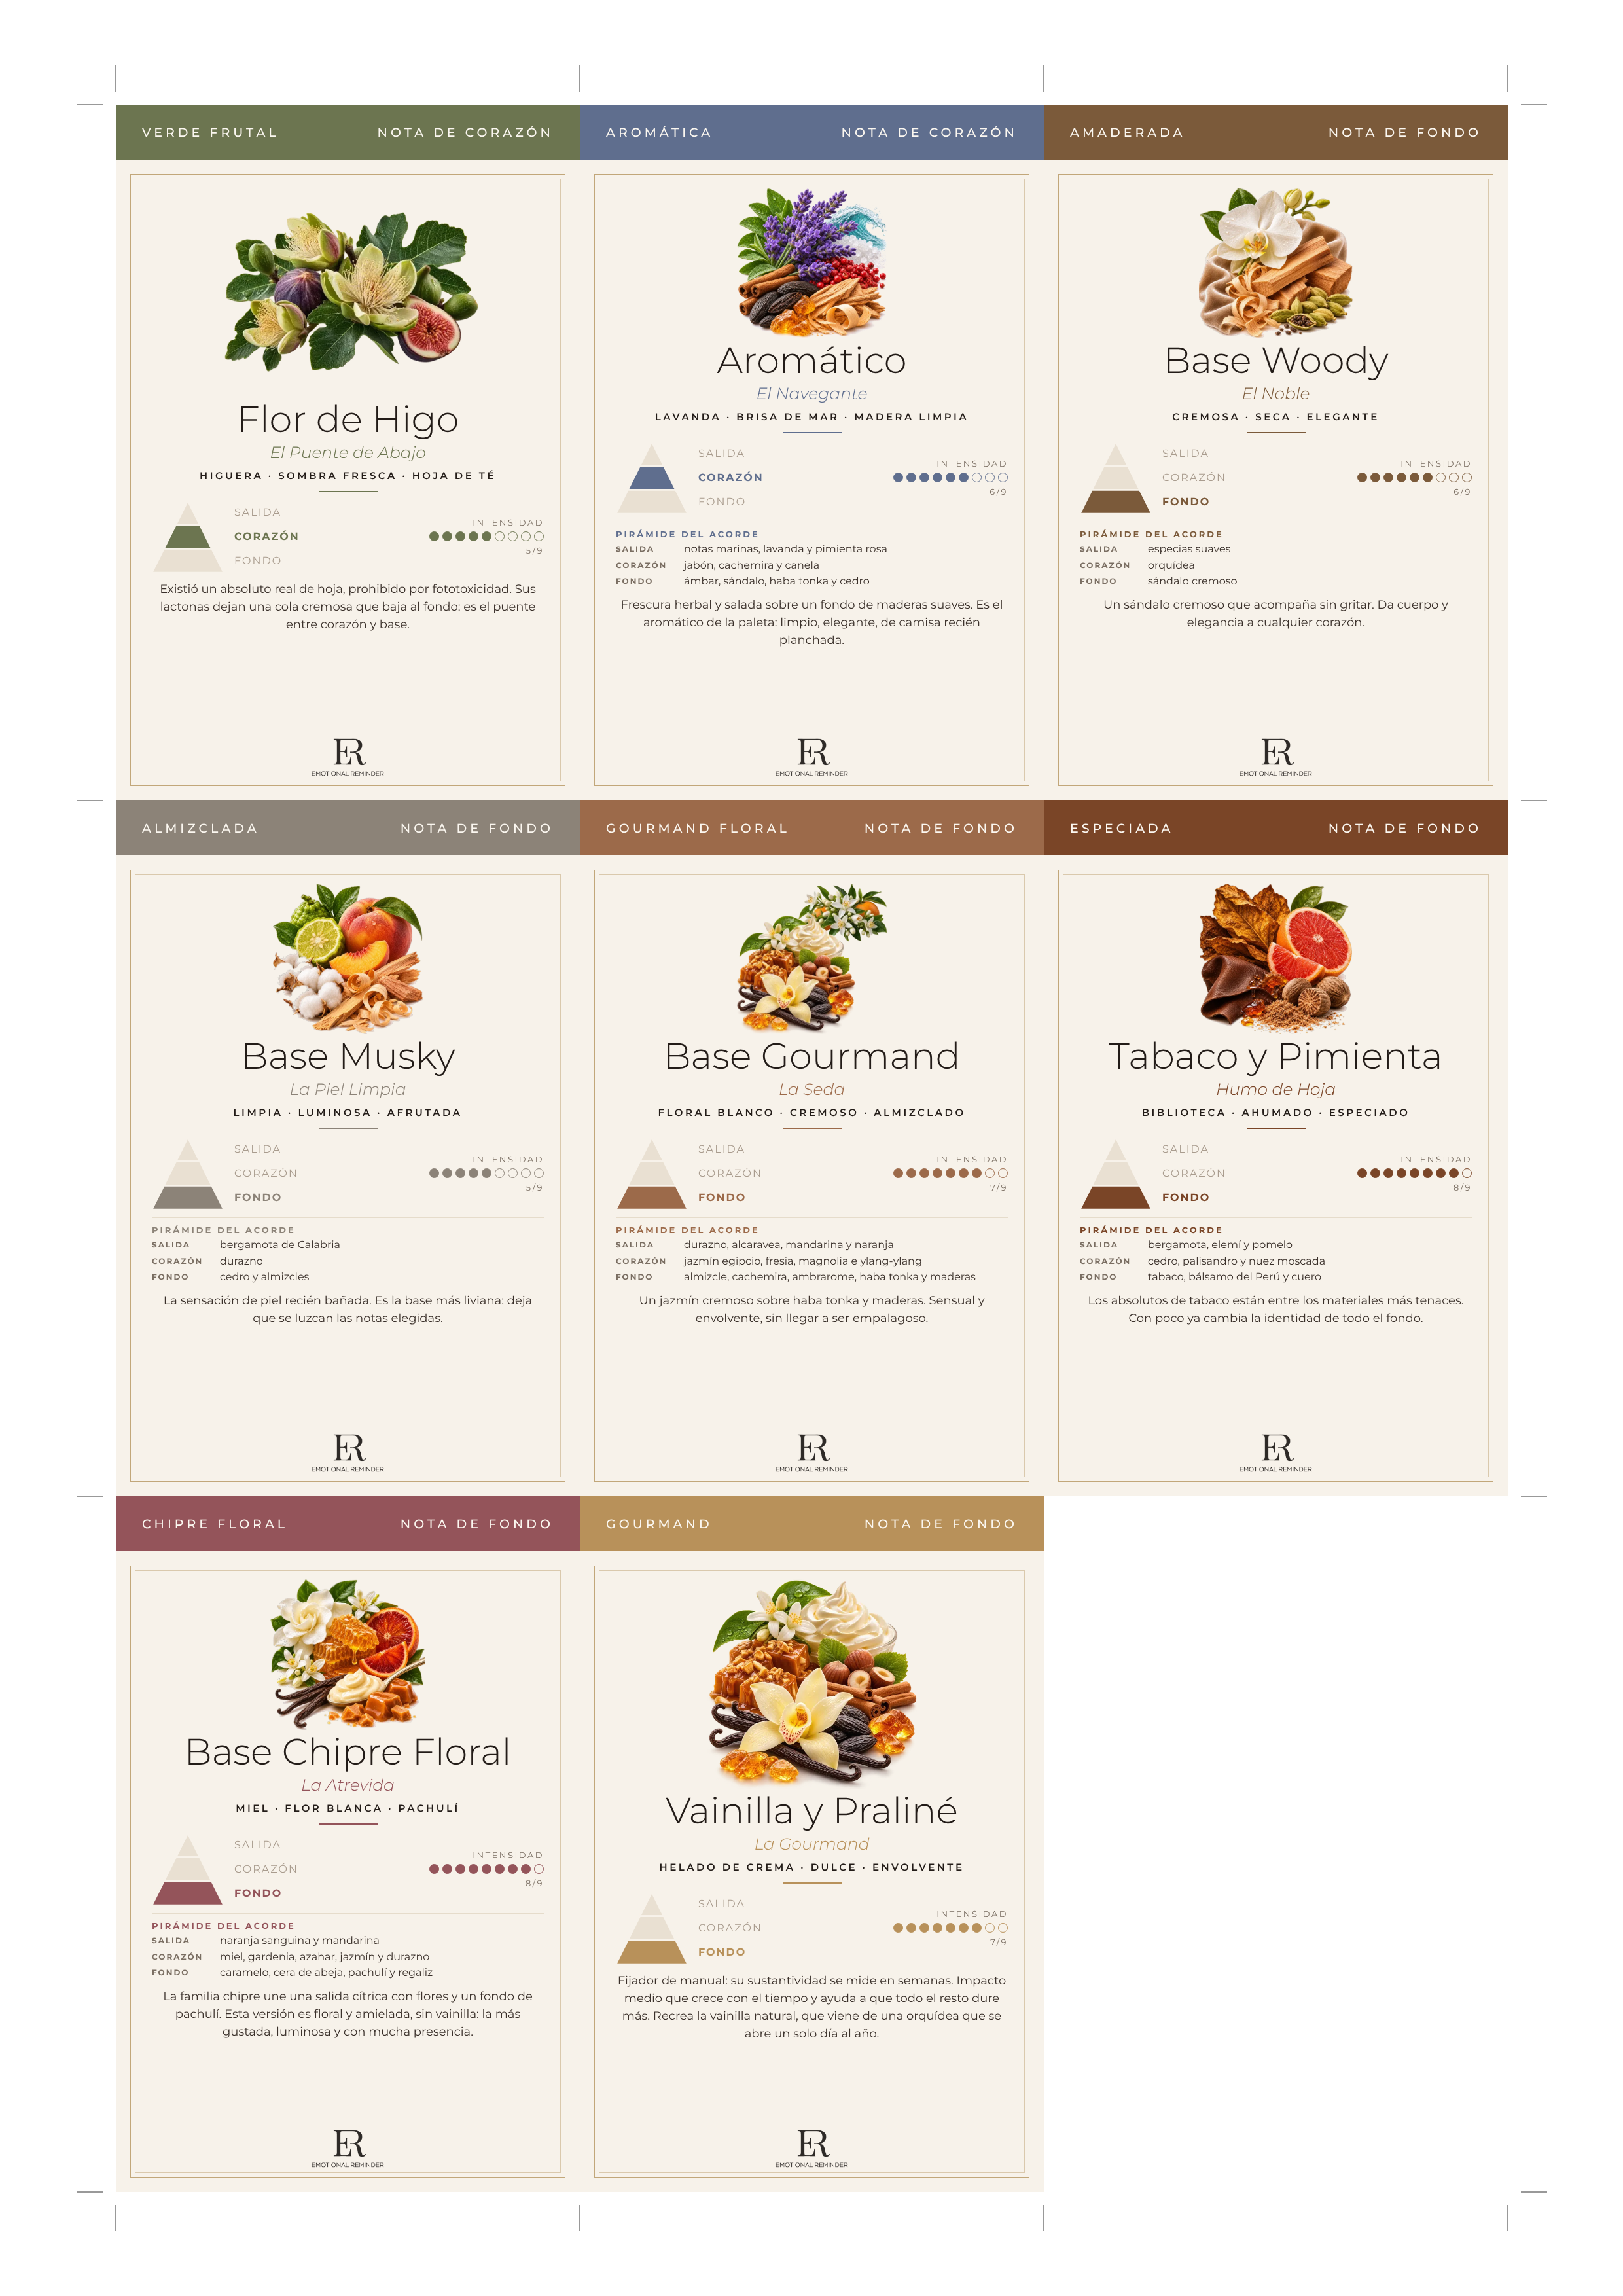 VERDE FRUTAL NOTA DE CORAZÓN
Flor de Higo
El Puente de Abajo
HIGUERA · SOMBRA FRESCA · HOJA DE TÉ
SALIDA
CORAZÓN
FONDO
INTENSIDAD
5/9
Existió un absoluto real de hoja, prohibido por fototoxicidad. Sus
lactonas dejan una cola cremosa que baja al fondo: es el puente
entre corazón y base.
ER
EMOTIONAL REMINDER
AROMÁTICA NOTA DE CORAZÓN
Aromático
El Navegante
LAVANDA · BRISA DE MAR · MADERA LIMPIA
SALIDA
CORAZÓN
FONDO
INTENSIDAD
6/9
PIRÁMIDE DEL ACORDE
SALIDA notas marinas, lavanda y pimienta rosa
CORAZÓN jabón, cachemira y canela
FONDO ámbar, sándalo, haba tonka y cedro
Frescura herbal y salada sobre un fondo de maderas suaves. Es el
aromático de la paleta: limpio, elegante, de camisa recién
planchada.
ER
EMOTIONAL REMINDER
AMADERADA NOTA DE FONDO
Base Woody
El Noble
CREMOSA · SECA · ELEGANTE
SALIDA
CORAZÓN
FONDO
INTENSIDAD
6/9
PIRÁMIDE DEL ACORDE
SALIDA especias suaves
CORAZÓN orquídea
FONDO sándalo cremoso
Un sándalo cremoso que acompaña sin gritar. Da cuerpo y
elegancia a cualquier corazón.
ER
EMOTIONAL REMINDER
ALMIZCLADA NOTA DE FONDO
Base Musky
La Piel Limpia
LIMPIA · LUMINOSA · AFRUTADA
SALIDA
CORAZÓN
FONDO
INTENSIDAD
5/9
PIRÁMIDE DEL ACORDE
SALIDA bergamota de Calabria
CORAZÓN durazno
FONDO cedro y almizcles
La sensación de piel recién bañada. Es la base más liviana: deja
que se luzcan las notas elegidas.
ER
EMOTIONAL REMINDER
GOURMAND FLORAL NOTA DE FONDO
Base Gourmand
La Seda
FLORAL BLANCO · CREMOSO · ALMIZCLADO
SALIDA
CORAZÓN
FONDO
INTENSIDAD
7/9
PIRÁMIDE DEL ACORDE
SALIDA durazno, alcaravea, mandarina y naranja
CORAZÓN jazmín egipcio, fresia, magnolia e ylang-ylang
FONDO almizcle, cachemira, ambrarome, haba tonka y maderas
Un jazmín cremoso sobre haba tonka y maderas. Sensual y
envolvente, sin llegar a ser empalagoso.
ER
EMOTIONAL REMINDER
ESPECIADA NOTA DE FONDO
Tabaco y Pimienta
Humo de Hoja
BIBLIOTECA · AHUMADO · ESPECIADO
SALIDA
CORAZÓN
FONDO
INTENSIDAD
8/9
PIRÁMIDE DEL ACORDE
SALIDA bergamota, elemí y pomelo
CORAZÓN cedro, palisandro y nuez moscada
FONDO tabaco, bálsamo del Perú y cuero
Los absolutos de tabaco están entre los materiales más tenaces.
Con poco ya cambia la identidad de todo el fondo.
ER
EMOTIONAL REMINDER
CHIPRE FLORAL NOTA DE FONDO
Base Chipre Floral
La Atrevida
MIEL · FLOR BLANCA · PACHULÍ
SALIDA
CORAZÓN
FONDO
INTENSIDAD
8/9
PIRÁMIDE DEL ACORDE
SALIDA naranja sanguina y mandarina
CORAZÓN miel, gardenia, azahar, jazmín y durazno
FONDO caramelo, cera de abeja, pachulí y regaliz
La familia chipre une una salida cítrica con flores y un fondo de
pachulí. Esta versión es floral y amielada, sin vainilla: la más
gustada, luminosa y con mucha presencia.
ER
EMOTIONAL REMINDER
GOURMAND NOTA DE FONDO
Vainilla y Praliné
La Gourmand
HELADO DE CREMA · DULCE · ENVOLVENTE
SALIDA
CORAZÓN
FONDO
INTENSIDAD
7/9
Fijador de manual: su sustantividad se mide en semanas. Impacto
medio que crece con el tiempo y ayuda a que todo el resto dure
más. Recrea la vainilla natural, que viene de una orquídea que se
abre un solo día al año.
ER
EMOTIONAL REMINDER